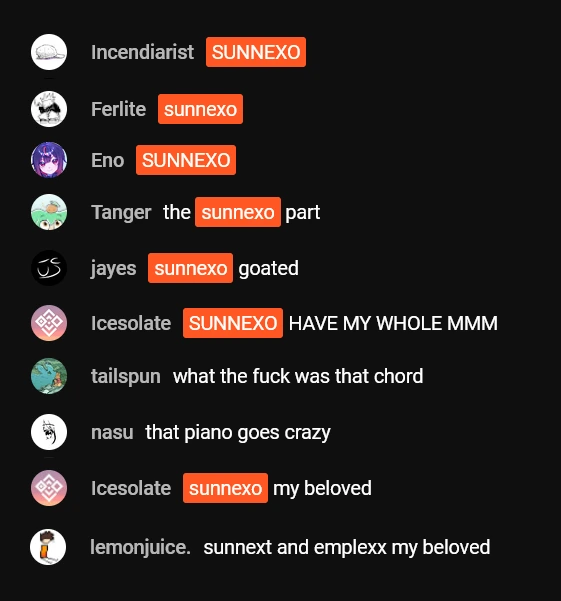 Incendiarist SUNNEXO
Ferlite sunnexo
Eno SUNNEXO
Tanger the sunnexo part
jayes sunnexo goated
Icesolate SUNNEXO HAVE MY WHOLE MMM
tailspun what the fuck was that chord
nasu that piano goes crazy
Icesolate sunnexo my beloved
lemonjuice. sunnext and emplexx my beloved